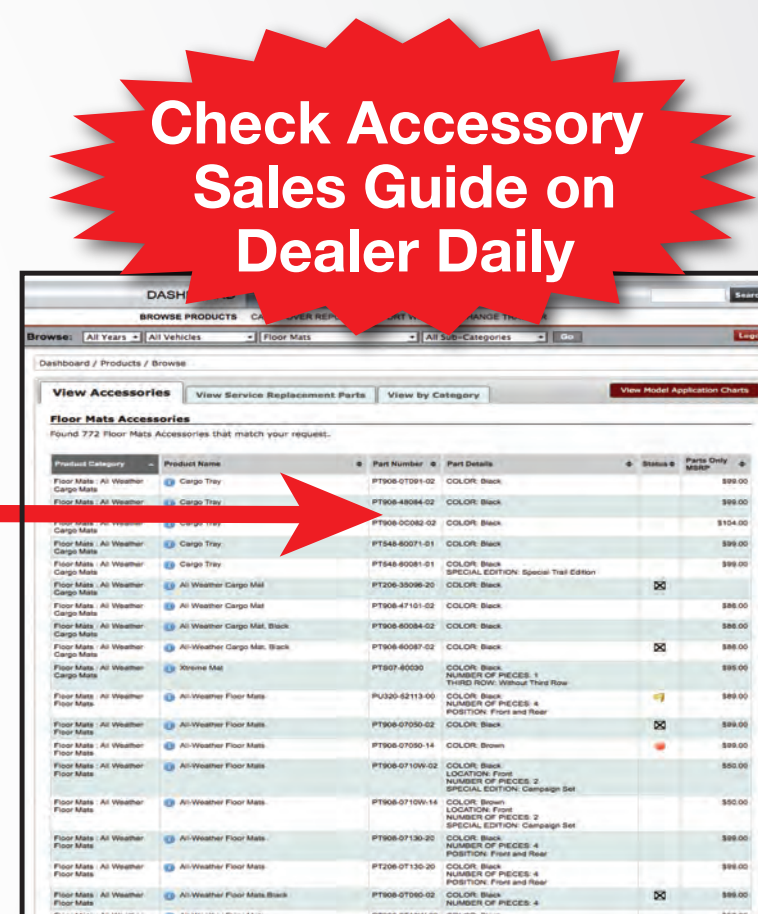 Check Accessory
Sales Guide on
Dealer Daily
BROWSE PRODUCTS
Browse: All Years All Vehicles Floor Mats All Sub-Categories Go
Dashboard / Products / Browse
View Accessories View Service Replacement Parts View by Category View Model Application Charts
Floor Mats Accessories
Found 772 Floor Mats Accessories that match your request.
Product Category Product Name Part Number Part Details Status Parts Only
MSRP
Floor Mats : All Weather Cargo Tray PT908-0T091-02 COLOR: Black $99.00
Cargo Mats
Floor Mats : All Weather Cargo Tray PT908-48084-02 COLOR: Black $99.00
Cargo Tray PT908-0C082-02 COLOR: Black $104.00
Cargo Mats
Floor Mats : All Weather Cargo Tray PT548-60071-01 COLOR: Black $99.00
Cargo Mats
Floor Mats : All Weather Cargo Tray PT548-60081-01 COLOR: Black $99.00
Cargo Mats SPECIAL EDITION: Special Trail Edition
Floor Mats : All Weather All Weather Cargo Mat PT206-35096-20 COLOR: Black
Cargo Mats
Floor Mats : All Weather All Weather Cargo Mat PT908-47101-02 COLOR: Black $86.00
Cargo Mats
Floor Mats : All Weather All Weather Cargo Mat, Black PT908-60084-02 COLOR: Black $86.00
Cargo Mats
Floor Mats : All Weather All-Weather Cargo Mat, Black PT908-60087-02 COLOR: Black $86.00
Cargo Mats
Floor Mats : All Weather Xtreme Mat PTS07-60030 COLOR: Black $95.00
Cargo Mats NUMBER OF PIECES: 1
THIRD ROW: Without Third Row
Floor Mats : All Weather All-Weather Floor Mats PU320-52113-00 COLOR: Black $89.00
Floor Mats NUMBER OF PIECES: 4
POSITION: Front and Rear
Floor Mats : All Weather All-Weather Floor Mats PT908-07050-02 COLOR: Black $99.00
Floor Mats
Floor Mats : All Weather All-Weather Floor Mats PT908-07050-14 COLOR: Brown $99.00
Floor Mats
Floor Mats : All Weather All-Weather Floor Mats PT908-0710W-02 COLOR: Black $50.00
Floor Mats LOCATION: Front
NUMBER OF PIECES: 2
SPECIAL EDITION: Campaign Set
Floor Mats : All Weather All-Weather Floor Mats PT908-0710W-14 COLOR: Brown $50.00
Floor Mats LOCATION: Front
NUMBER OF PIECES: 2
SPECIAL EDITION: Campaign Set
Floor Mats : All Weather All-Weather Floor Mats PT908-07130-20 COLOR: Black $99.00
Floor Mats NUMBER OF PIECES: 4
POSITION: Front and Rear
Floor Mats : All Weather All-Weather Floor Mats PT206-0T130-20 COLOR: Black
Floor Mats NUMBER OF PIECES: 4
POSITION: Front and Rear
Floor Mats : All Weather All-Weather Floor Mats,Black PT908-0T060-02 COLOR: Black
Floor Mats NUMBER OF PIECES: 4